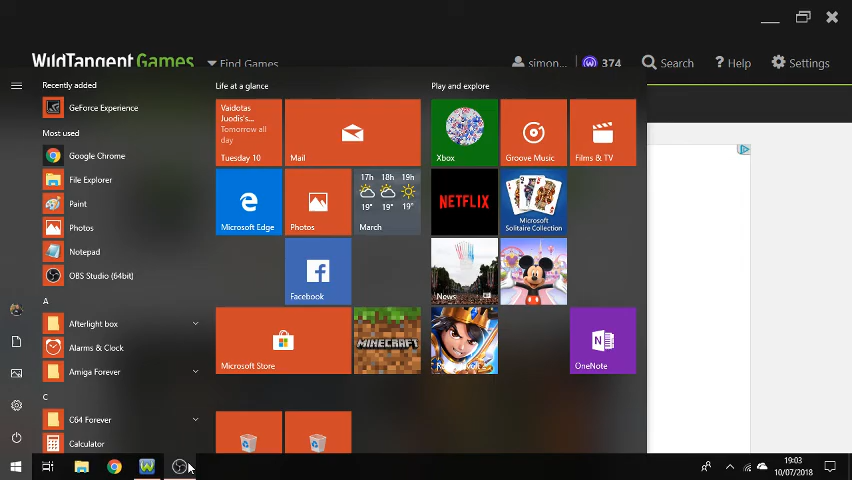 WildTangent Games
Find Games
simon...
374
Search
Help
Settings
Recently added
GeForce Experience
Most used
Google Chrome
File Explorer
Paint
Photos
Notepad
OBS Studio (64bit)
A
Afterlight box
Alarms & Clock
Amiga Forever
C
C64 Forever
Calculator
Life at a glance
Vaidotas
Juodis's...
Tomorrow all
day
Tuesday 10
Mail
Microsoft Edge
Photos
17h 18h 19h
19° 19° 19°
March
Facebook
Microsoft Store
MINECRAFT
Play and explore
Xbox
Groove Music
Films & TV
NETFLIX
Microsoft
Solitaire Collection
News
OneNote
19:03
10/07/2018